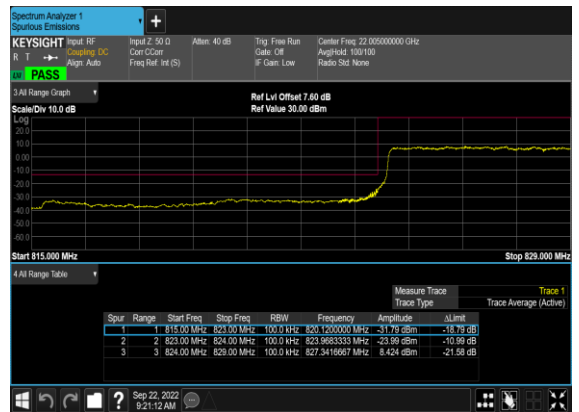 Spectrum Analyzer 1
Spurious Emissions
KEYSIGHT Input: RF Input Z: 50 Ω Atten: 40 dB Trig: Free Run Center Freq: 22.005000000 GHz
R T Coupling: DC Corr CCorr Gate: Off Avg|Hold: 100/100
Align: Auto Freq Ref: Int (S) IF Gain: Low Radio Std: None
LVI PASS
3 All Range Graph Ref Lvl Offset 7.60 dB
Scale/Div 10.0 dB Ref Value 30.00 dBm
Log
20.0
10.0
0.00
-10.0
-20.0
-30.0
-40.0
-50.0
-60.0
Start 815.000 MHz Stop 829.000 MHz
4 All Range Table
Measure Trace Trace 1
Trace Type Trace Average (Active)
Spur Range Start Freq Stop Freq RBW Frequency Amplitude ΔLimit
1 1 815.00 MHz 823.00 MHz 100.0 kHz 820.1200000 MHz -31.79 dBm -18.79 dB
2 2 823.00 MHz 824.00 MHz 100.0 kHz 823.9683333 MHz -23.99 dBm -10.99 dB
3 3 824.00 MHz 829.00 MHz 100.0 kHz 827.3416667 MHz 8.424 dBm -21.58 dB
Sep 22, 2022
9:21:12 AM